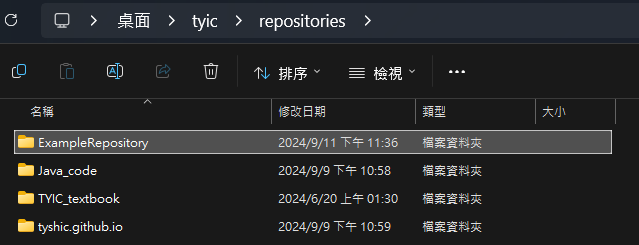 桌面 > tyic > repositories >
排序 檢視 •••
名稱 修改日期 類型 大小
ExampleRepository 2024/9/11 下午 11:36 檔案資料夾
Java_code 2024/9/9 下午 10:58 檔案資料夾
TYIC_textbook 2024/6/20 上午 01:30 檔案資料夾
tyshic.github.io 2024/9/9 下午 10:59 檔案資料夾